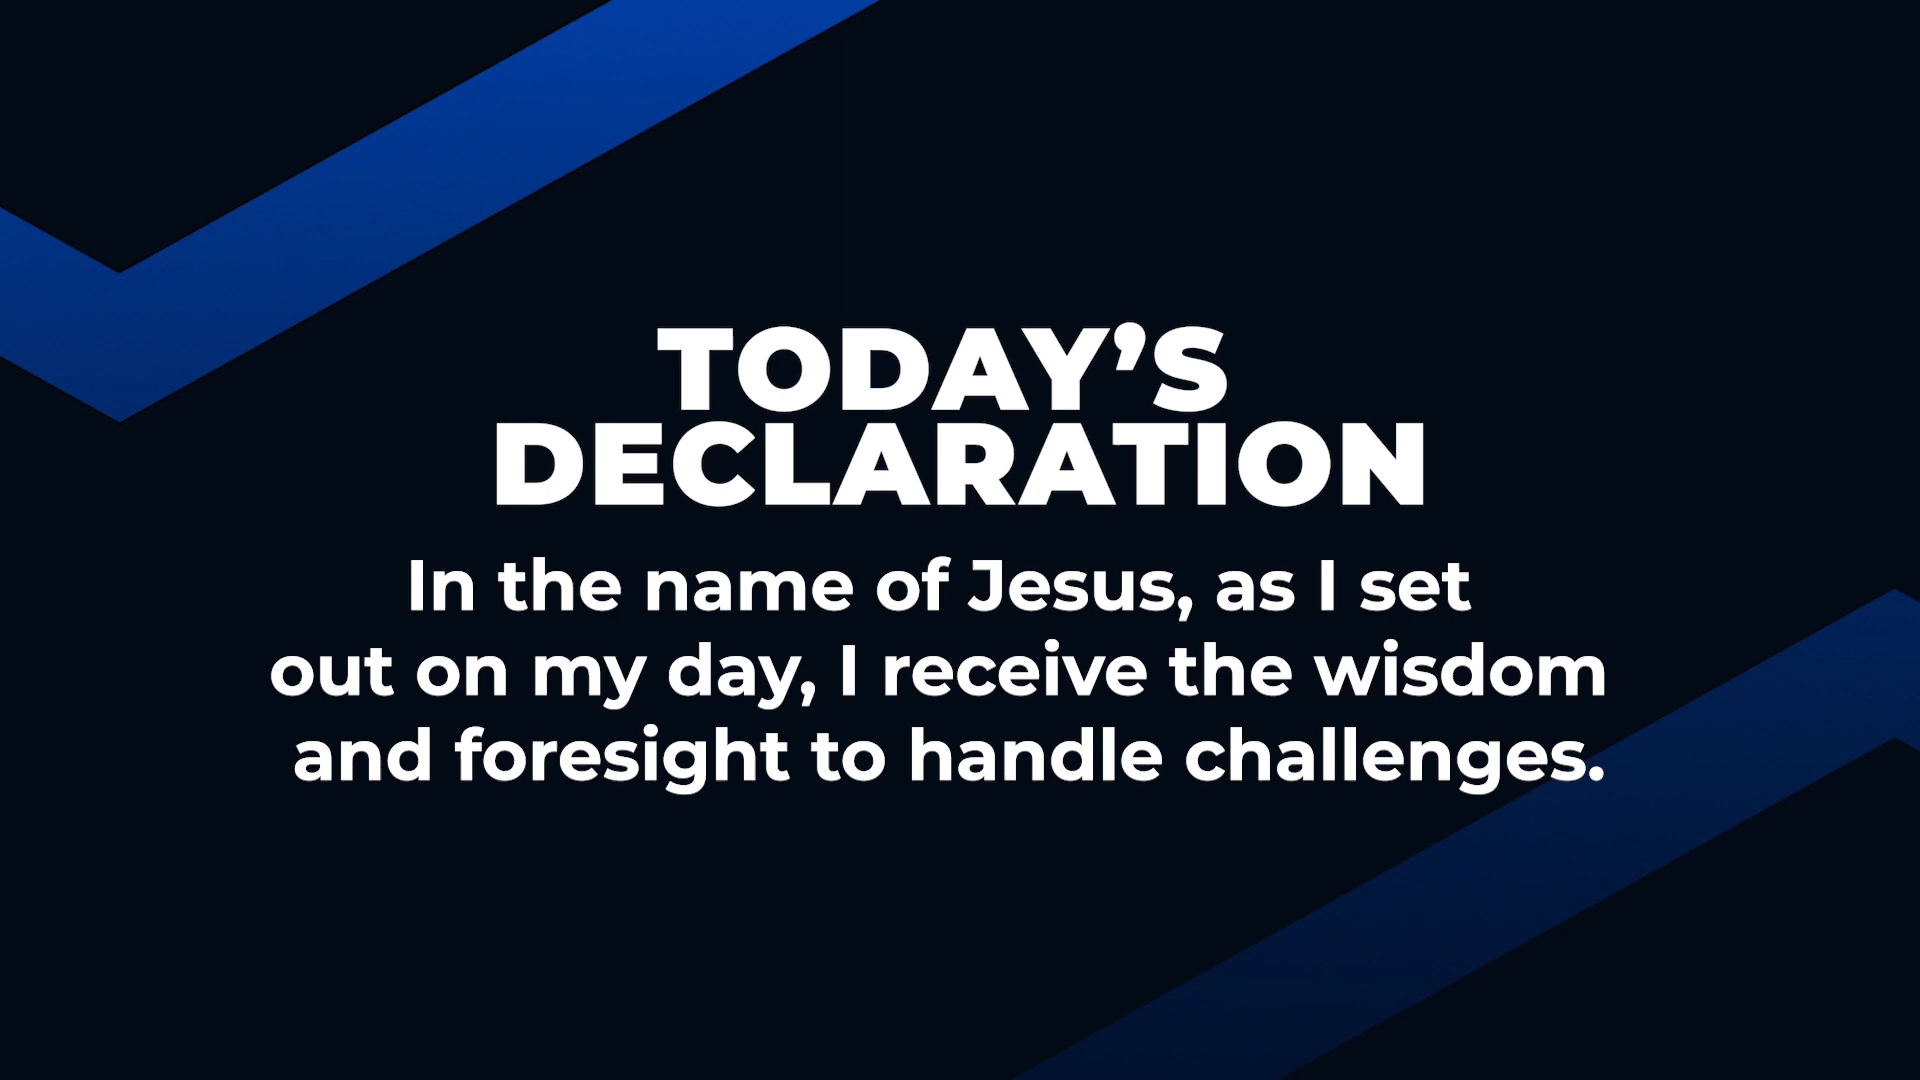 TODAY’S
DECLARATION
In the name of Jesus, as I set
out on my day, I receive the wisdom
and foresight to handle challenges.